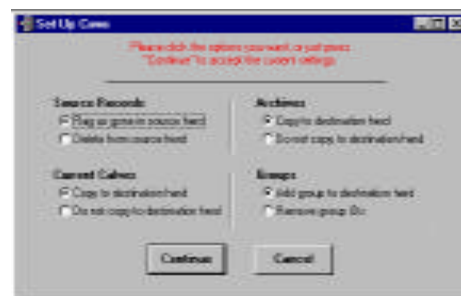 Set Up Cows
Please click the options you want, or just press
"Continue" to accept the current settings
Source Records
Flag as gone in source herd
Delete from source herd
Archives
Copy to destination herd
Do not copy to destination herd
Current Calves
Copy to destination herd
Do not copy to destination herd
Groups
Add group to destination herd
Remove group IDs
Continue
Cancel